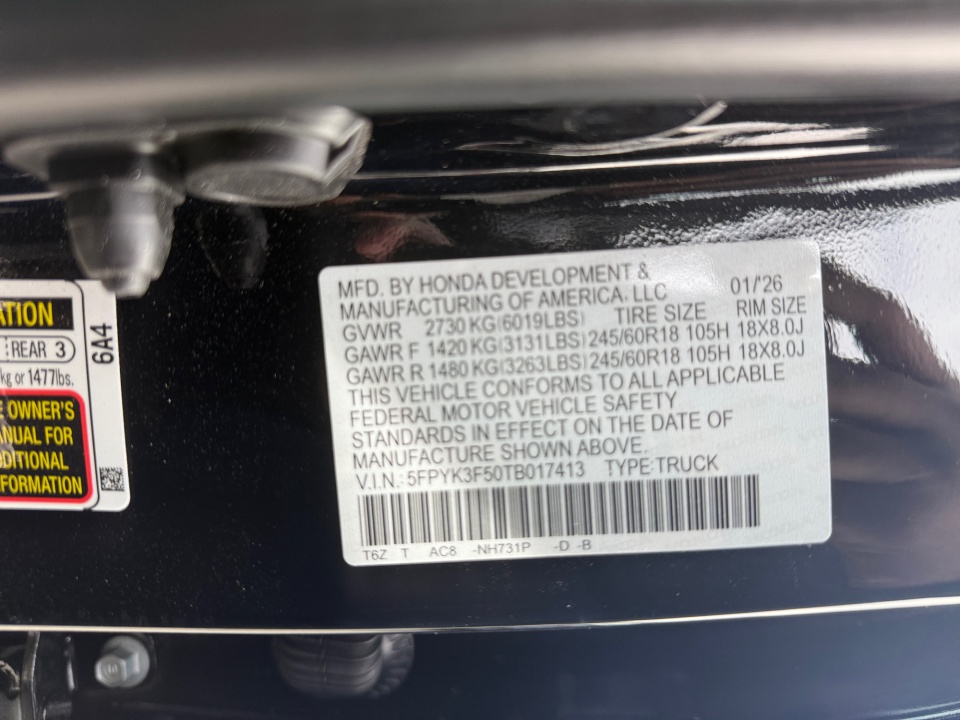 MFD. BY HONDA DEVELOPMENT &
MANUFACTURING OF AMERICA, LLC 01/'26
GVWR 2730 KG(6019LBS) TIRE SIZE RIM SIZE
GAWR F 1420 KG(3131LBS) 245/60R18 105H 18X8.0J
GAWR R 1480 KG(3263LBS) 245/60R18 105H 18X8.0J
THIS VEHICLE CONFORMS TO ALL APPLICABLE
FEDERAL MOTOR VEHICLE SAFETY
STANDARDS IN EFFECT ON THE DATE OF
MANUFACTURE SHOWN ABOVE.
V.I.N.: 5FPYK3F50TB017413 TYPE:TRUCK
T6Z T AC8 -NH731P -D -B
ATION
REAR 3
kg or 1477lbs.
OWNER'S
ANUAL FOR
DITIONAL
FORMATION
6A4